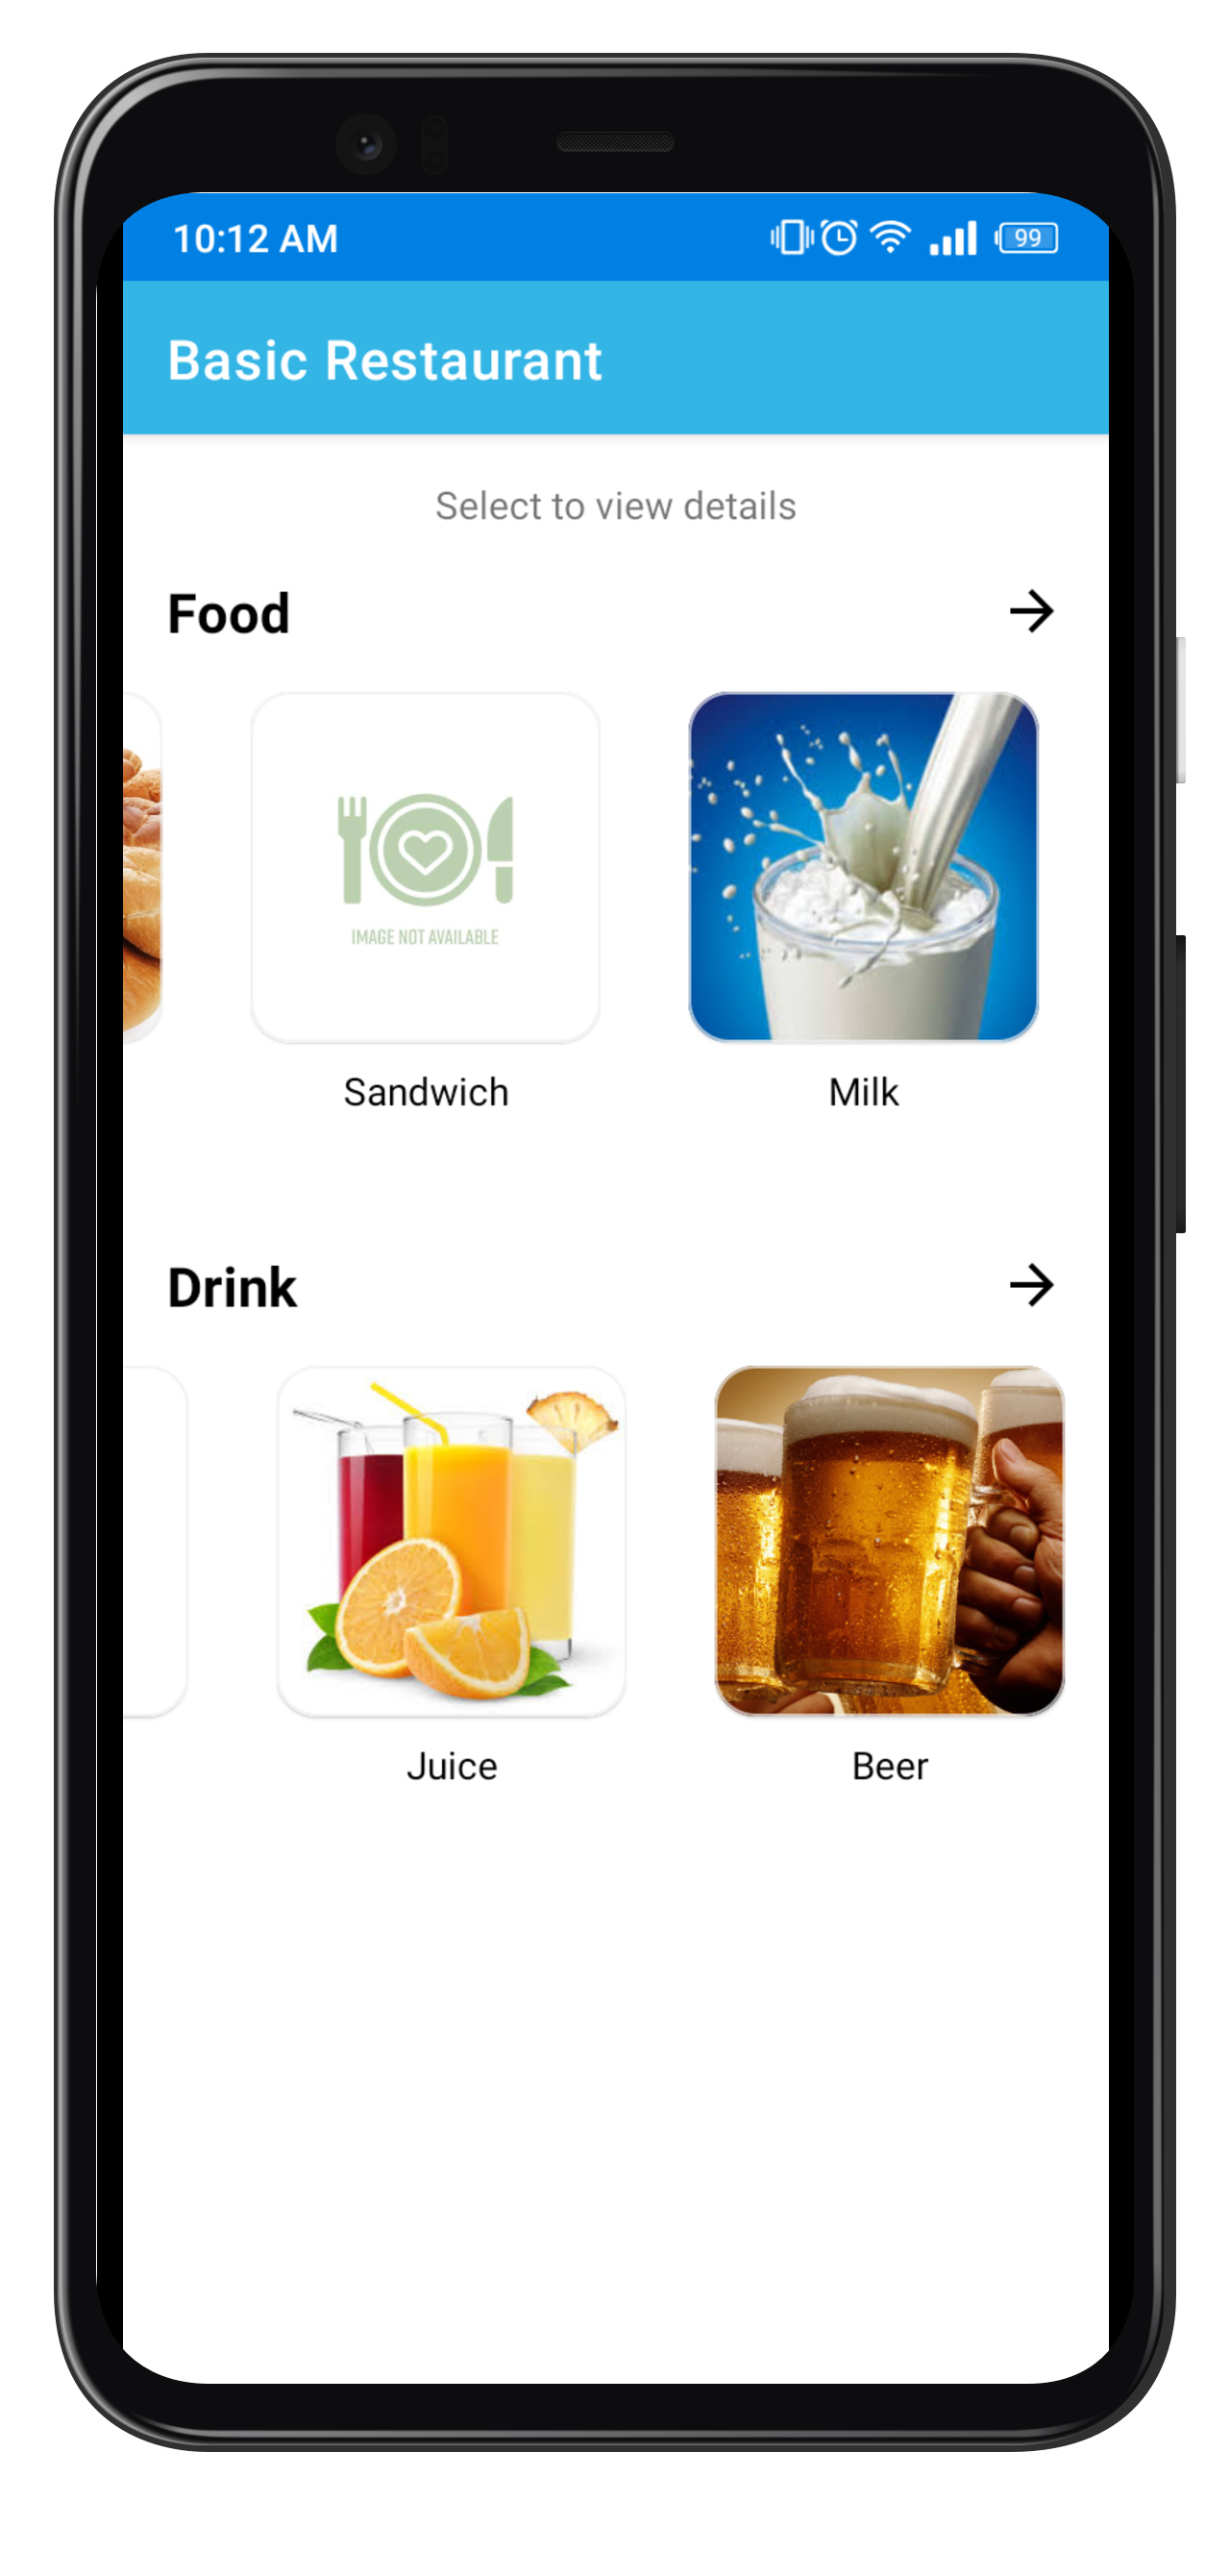 10:12 AM 99
Basic Restaurant
Select to view details
Food
IMAGE NOT AVAILABLE
Sandwich Milk
Drink
Juice Beer